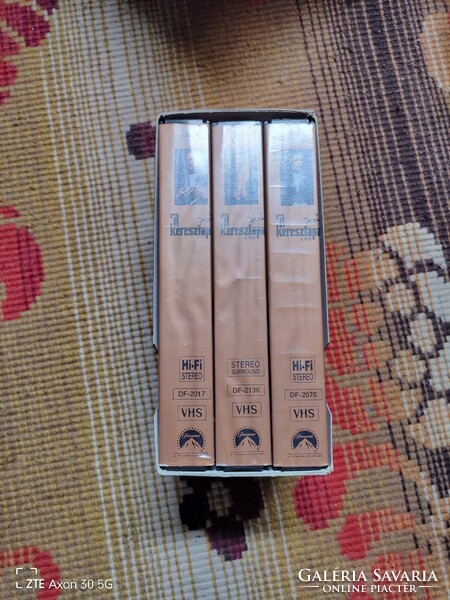 A
Keresztapa
Hi-Fi
STEREO
DF-2017
VHS
Keresztapa
STEREO
SURROUND
DF-2136
VHS
Keresztapa
Hi-Fi
STEREO
DF-2070
VHS
ZTE Axon 30 5G
GALÉRIA SAVARIA
ONLINE PIACTÉR